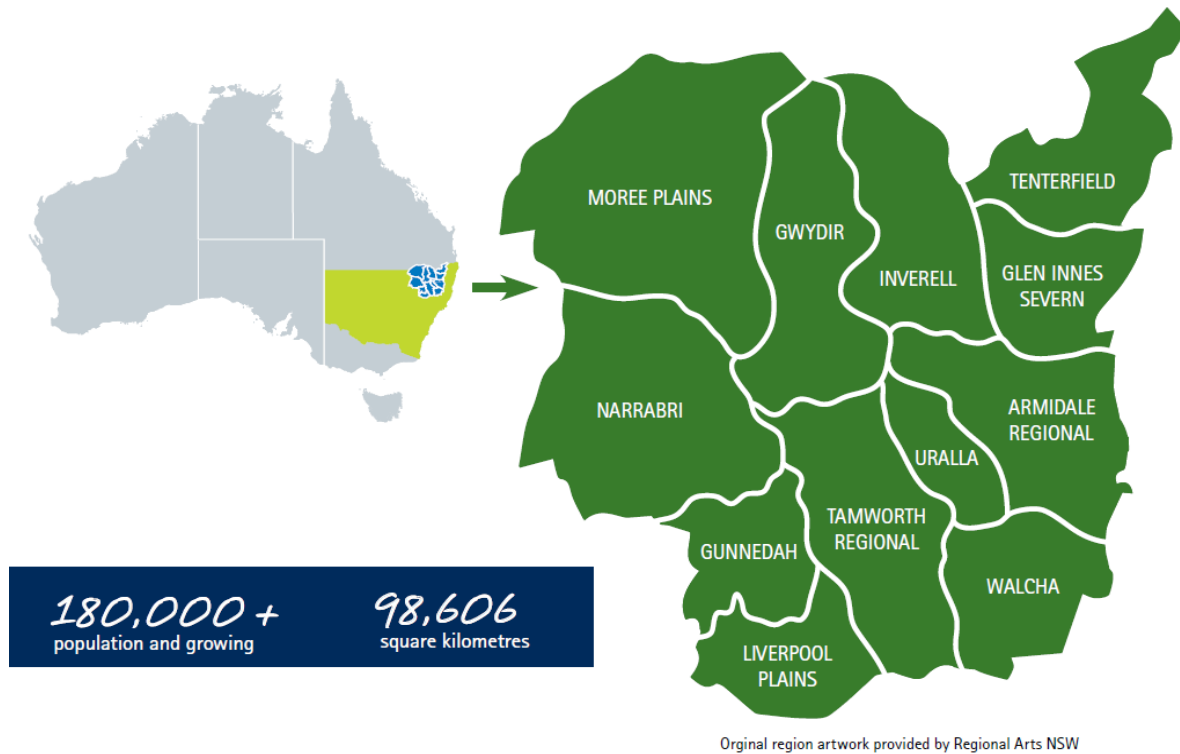 TENTERFIELD
MOREE PLAINS
GWYDIR
INVERELL
GLEN INNES
SEVERN
NARRABRI
ARMIDALE
REGIONAL
URALLA
TAMWORTH
REGIONAL
GUNNEDAH
WALCHA
LIVERPOOL
PLAINS
180,000 +
population and growing
98,606
square kilometres
Orginal region artwork provided by Regional Arts NSW